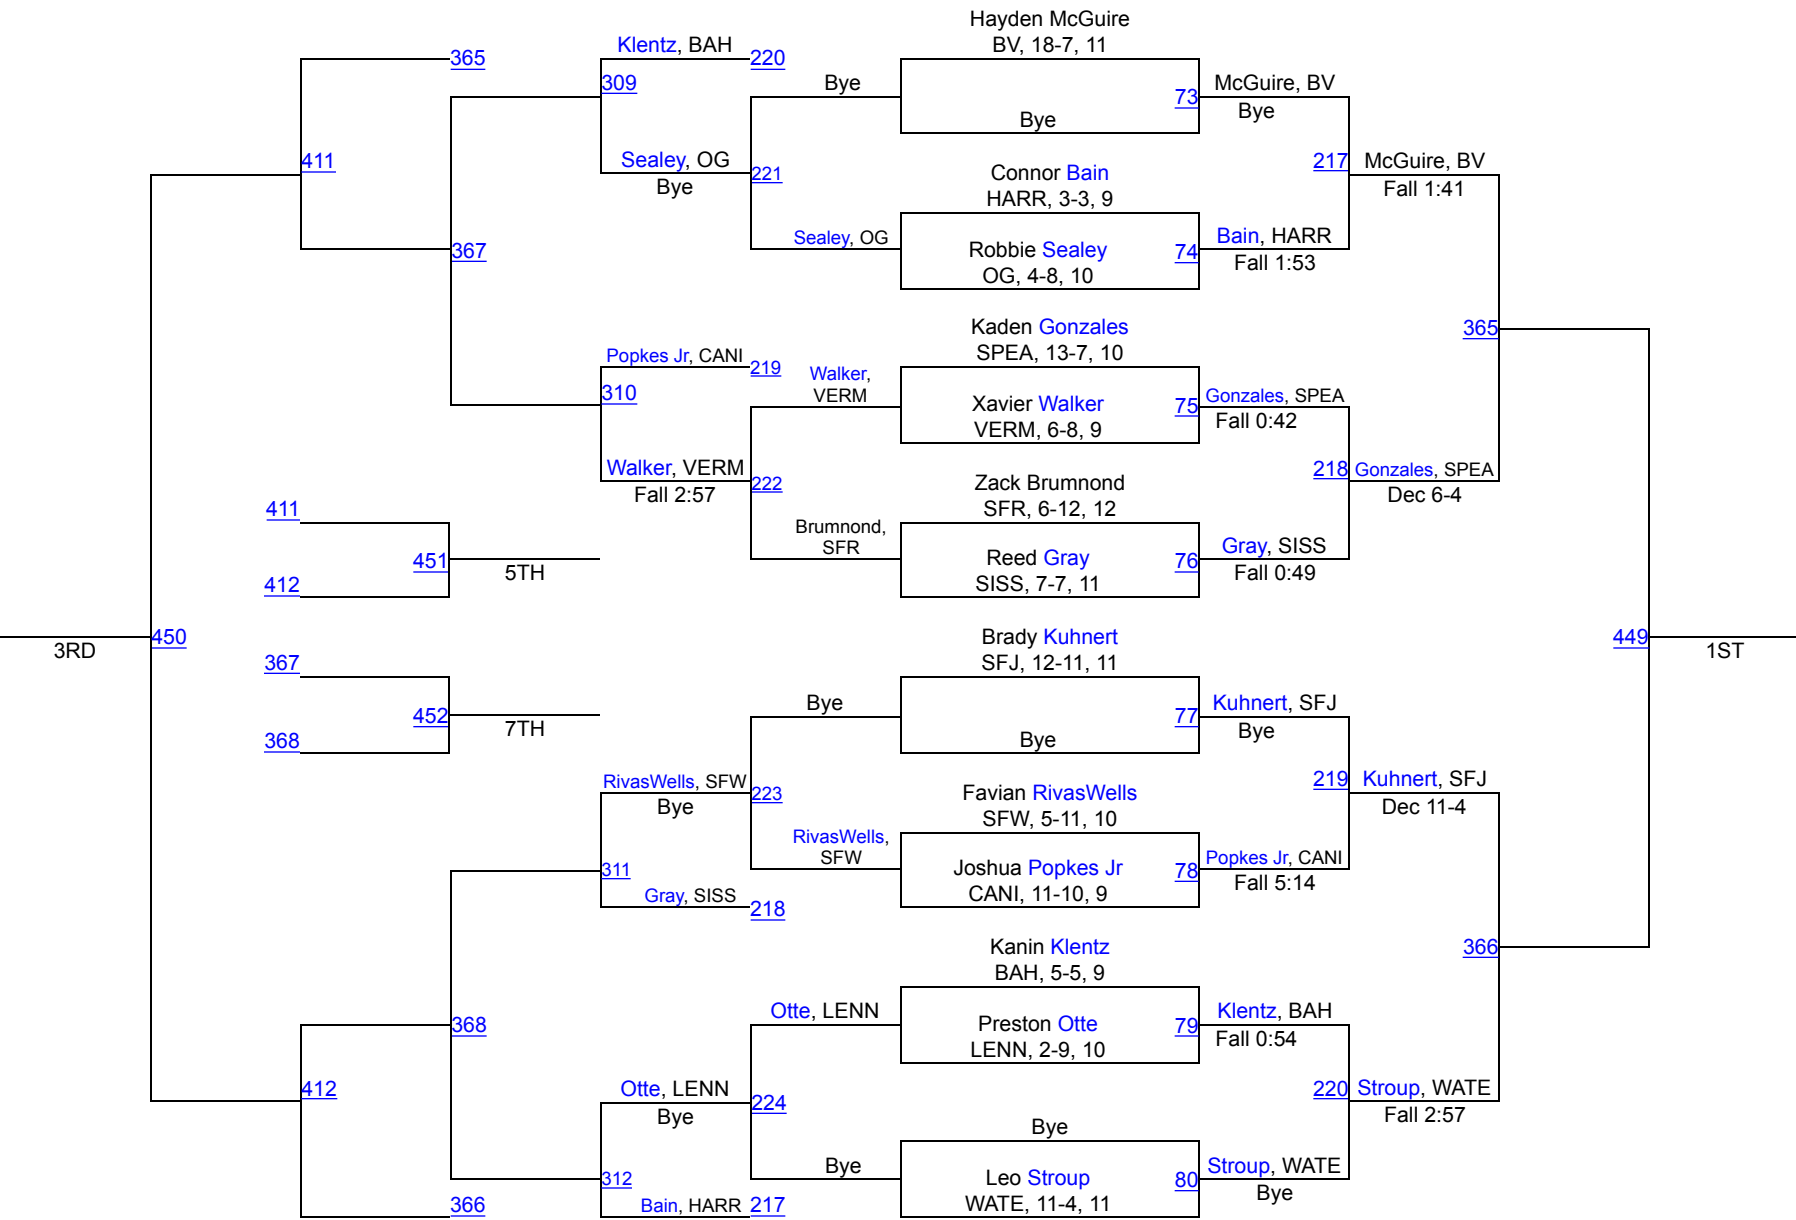 Hayden McGuire
BV, 18-7, 11
Klentz, BAH
365
220
309
Bye
73
McGuire, BV
Bye
Bye
411
Sealey, OG
Bye
221
Connor Bain
HARR, 3-3, 9
217
McGuire, BV
Fall 1:41
367
Sealey, OG
Robbie Sealey
OG, 4-8, 10
74
Bain, HARR
Fall 1:53
Kaden Gonzales
SPEA, 13-7, 10
365
Popkes Jr, CANI
219
310
Walker,
VERM
Xavier Walker
VERM, 6-8, 9
75
Gonzales, SPEA
Fall 0:42
Walker, VERM
Fall 2:57
222
Zack Brumnond
SFR, 6-12, 12
218
Gonzales, SPEA
Dec 6-4
411
Brumnond,
SFR
451
5TH
412
Reed Gray
SISS, 7-7, 11
76
Gray, SISS
Fall 0:49
3RD
450
Brady Kuhnert
SFJ, 12-11, 11
449
1ST
367
452
7TH
368
Bye
Bye
77
Kuhnert, SFJ
Bye
RivasWells, SFW
Bye
223
Favian RivasWells
SFW, 5-11, 10
219
Kuhnert, SFJ
Dec 11-4
RivasWells,
SFW
311
Joshua Popkes Jr
CANI, 11-10, 9
78
Popkes Jr, CANI
Fall 5:14
Gray, SISS
218
Kanin Klentz
BAH, 5-5, 9
366
368
Otte, LENN
Preston Otte
LENN, 2-9, 10
79
Klentz, BAH
Fall 0:54
412
Otte, LENN
Bye
224
Bye
220
Stroup, WATE
Fall 2:57
312
Bye
Leo Stroup
WATE, 11-4, 11
80
Stroup, WATE
Bye
366
Bain, HARR
217